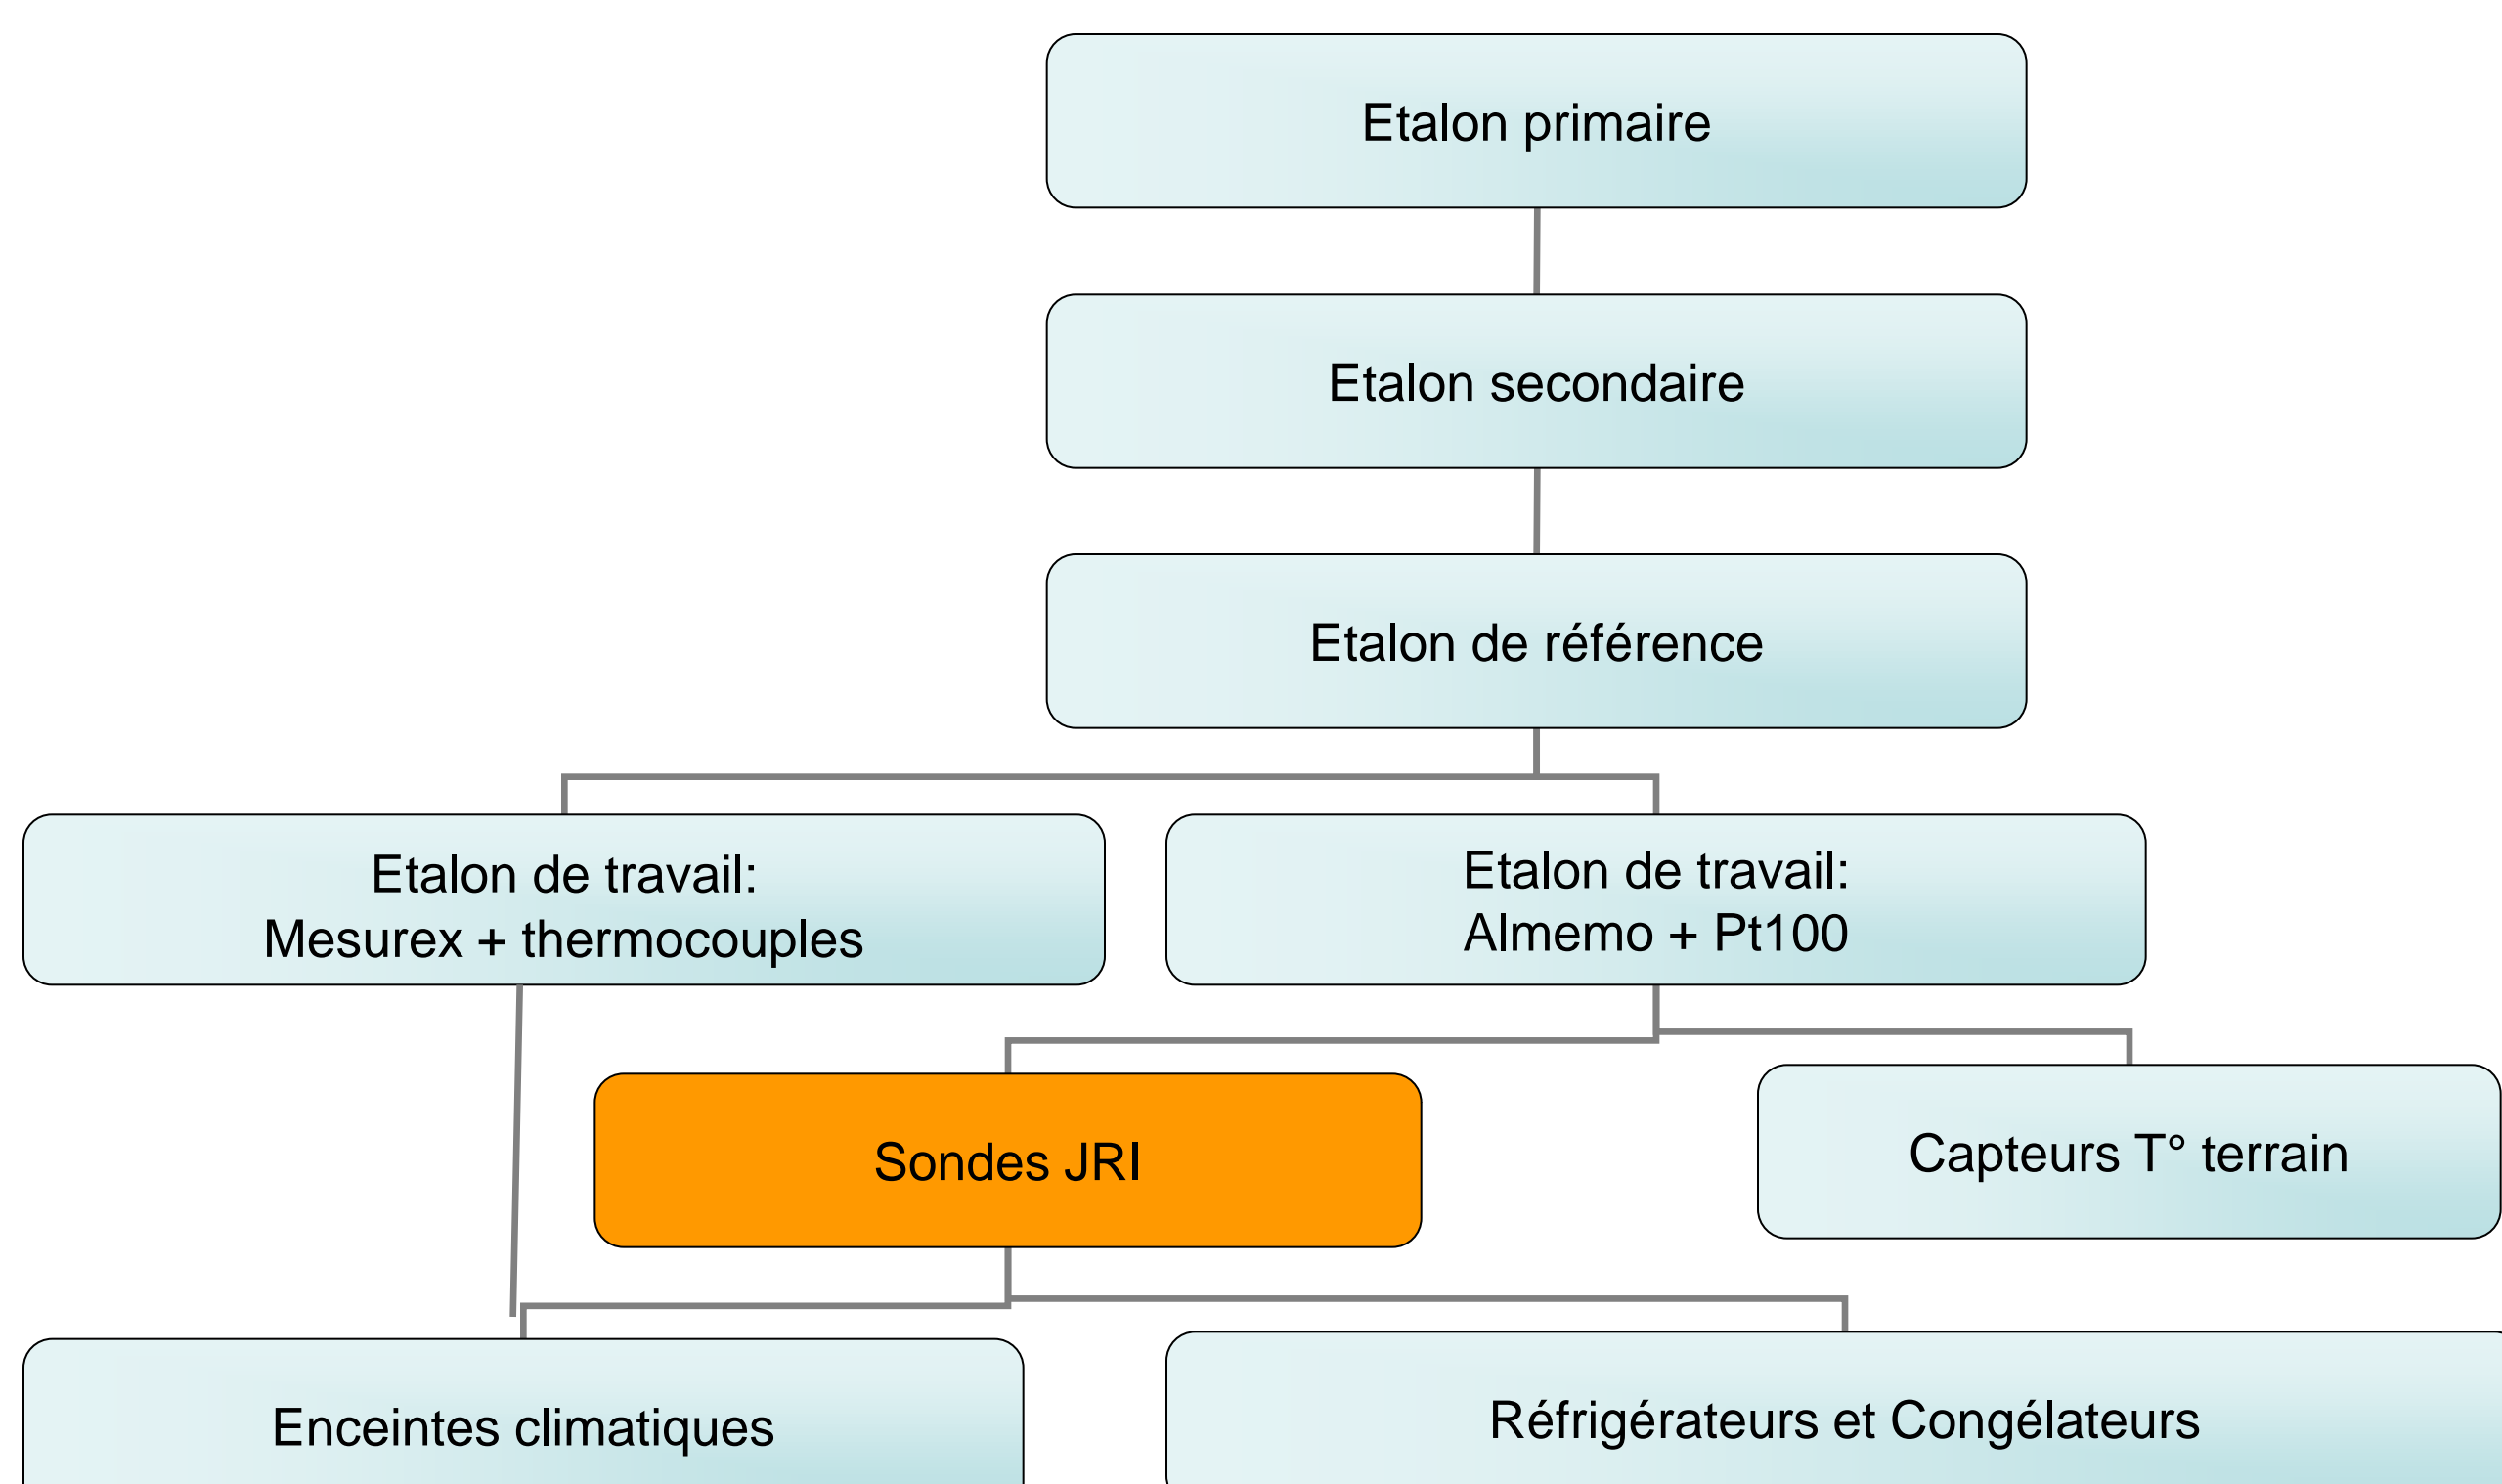 Etalon primaire
Etalon secondaire
Etalon de référence
Etalon de travail:
Mesurex + thermocouples
Etalon de travail:
Almemo + Pt100
Sondes JRI
Capteurs T° terrain
Enceintes climatiques
Réfrigérateurs et Congélateurs